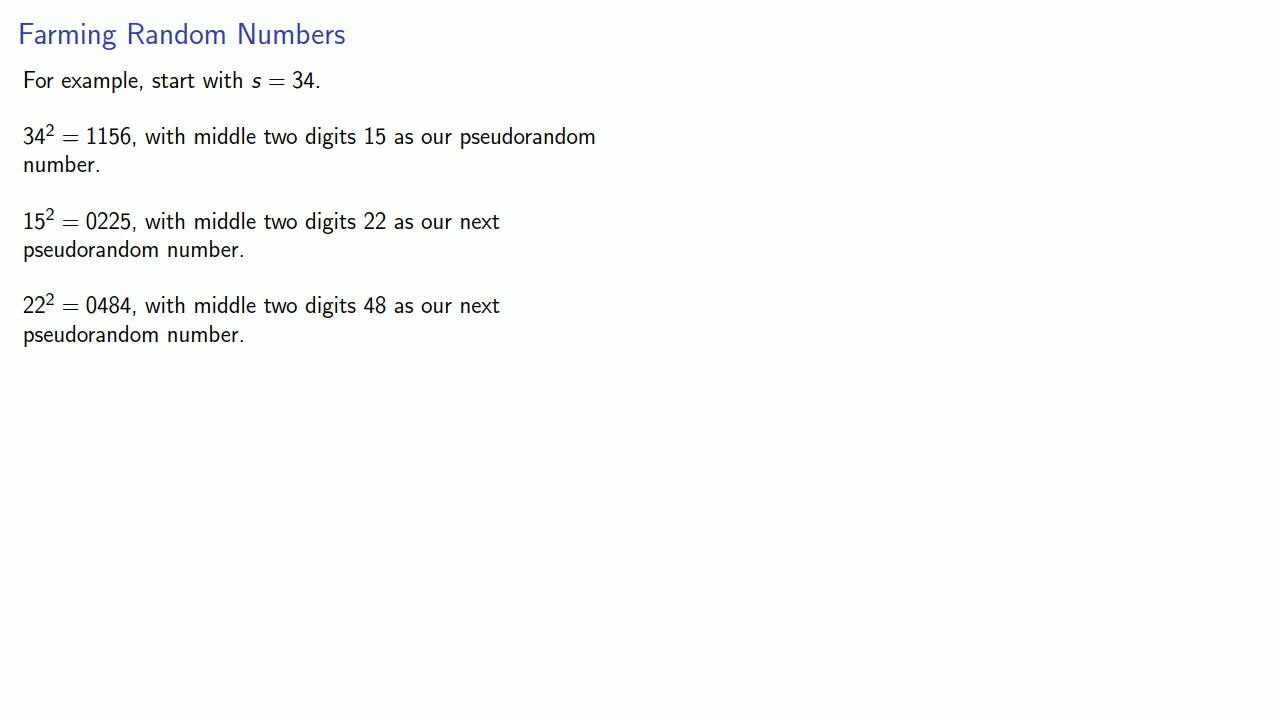 Farming Random Numbers
For example, start with s = 34.
34² = 1156, with middle two digits 15 as our pseudorandom
number.
15² = 0225, with middle two digits 22 as our next
pseudorandom number.
22² = 0484, with middle two digits 48 as our next
pseudorandom number.